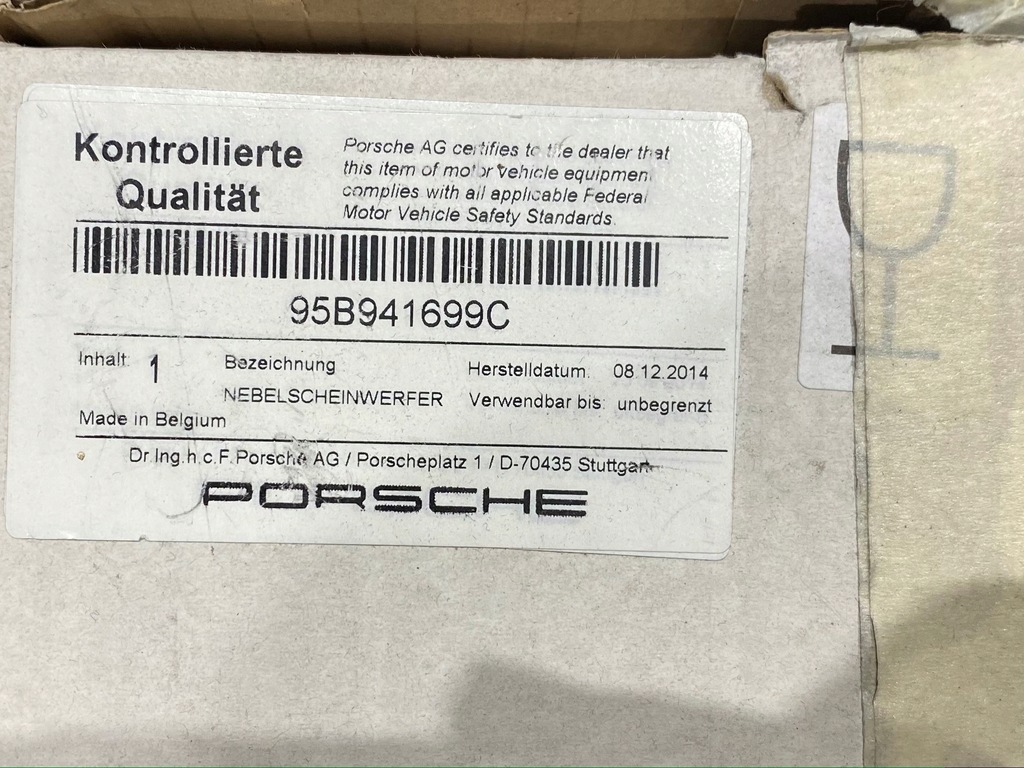 Kontrollierte
Qualität
Porsche AG certifies to the dealer that
this item of motor vehicle equipmen
complies with all applicable Federal
Motor Vehicle Safety Standards.
95B941699C
Inhalt: 1
Bezeichnung
NEBELSCHEINWERFER
Herstelldatum: 08.12.2014
Verwendbar bis: unbegrenzt
Made in Belgium
Dr.Ing.h.c.F.Porsche AG / Porscheplatz 1 / D-70435 Stuttgart
PORSCHE